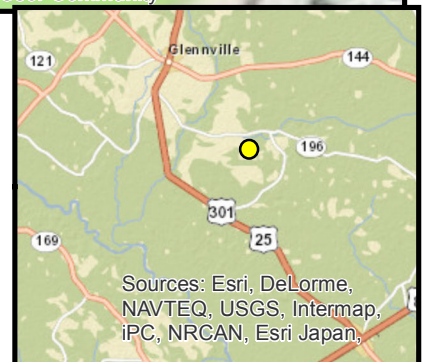 Glennville
121
144
196
301
25
169
Sources: Esri, DeLorme,
NAVTEQ, USGS, Intermap,
iPC, NRCAN, Esri Japan,